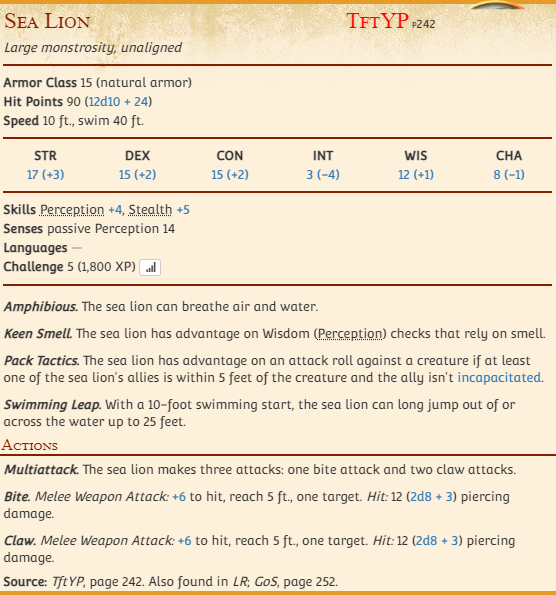 Sea Lion TftYP p242
Large monstrosity, unaligned
Armor Class 15 (natural armor)
Hit Points 90 (12d10 + 24)
Speed 10 ft., swim 40 ft.
STR DEX CON INT WIS CHA
17 (+3) 15 (+2) 15 (+2) 3 (−4) 12 (+1) 8 (−1)
Skills Perception +4, Stealth +5
Senses passive Perception 14
Languages —
Challenge 5 (1,800 XP)
Amphibious. The sea lion can breathe air and water.
Keen Smell. The sea lion has advantage on Wisdom (Perception) checks that rely on smell.
Pack Tactics. The sea lion has advantage on an attack roll against a creature if at least
one of the sea lion's allies is within 5 feet of the creature and the ally isn't incapacitated.
Swimming Leap. With a 10-foot swimming start, the sea lion can long jump out of or
across the water up to 25 feet.
Actions
Multiattack. The sea lion makes three attacks: one bite attack and two claw attacks.
Bite. Melee Weapon Attack: +6 to hit, reach 5 ft., one target. Hit: 12 (2d8 + 3) piercing
damage.
Claw. Melee Weapon Attack: +6 to hit, reach 5 ft., one target. Hit: 12 (2d8 + 3) piercing
damage.
Source: TftYP, page 242. Also found in LR; GoS, page 252.